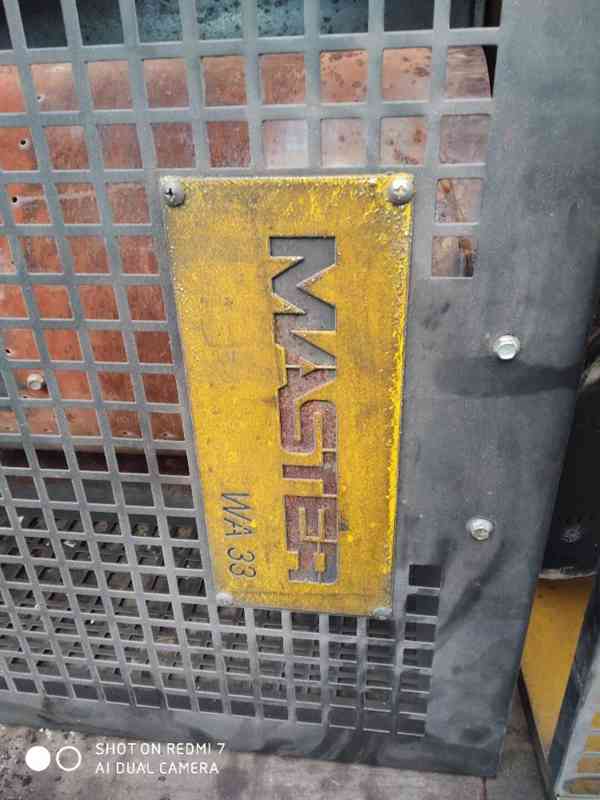 MASTER
WA 33
SHOT ON REDMI 7
AI DUAL CAMERA